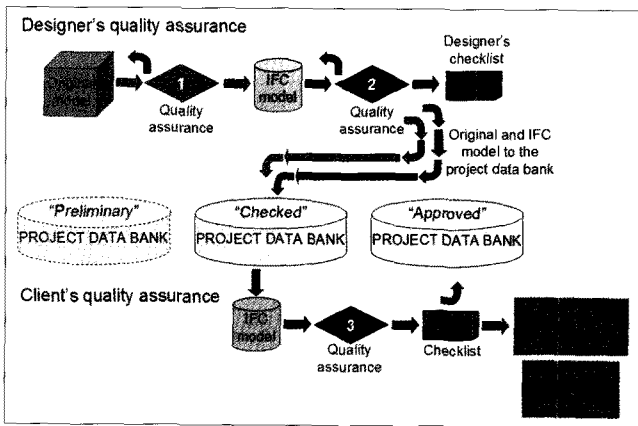 Designer's quality assurance
Designer's
checklist
1
IFC
model
2
Quality
assurance
Quality
assurance
Original and IFC
model to the
project data bank
"Preliminary"
PROJECT DATA BANK
"Checked"
PROJECT DATA BANK
"Approved"
PROJECT DATA BANK
Client's quality assurance
IFC
model
3
Quality
assurance
Checklist